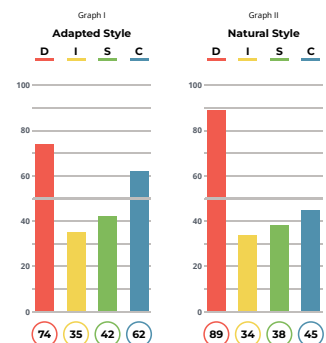 Graph I
Adapted Style
D I S C
100
80
60
40
20
0
74 35 42 62
Graph II
Natural Style
D I S C
100
80
60
40
20
0
89 34 38 45